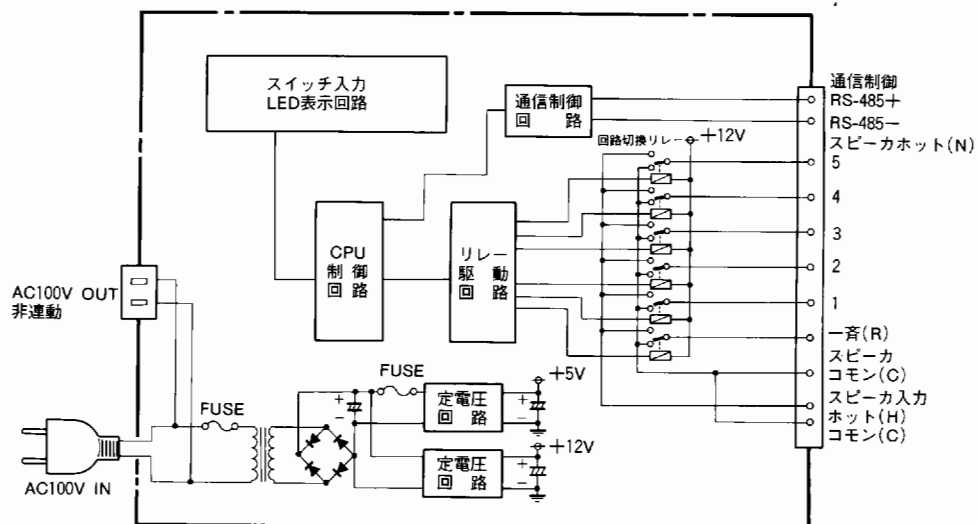 スイッチ入力
LED表示回路
通信制御
回 路
回路切換リレー
+12V
CPU
制御
回路
リレー
駆 動
回 路
通信制御
RS-485+
RS-485−
スピーカホット(N)
5
4
3
2
1
一斉(R)
スピーカ
コモン(C)
スピーカ入力
ホット(H)
コモン(C)
AC100V OUT
非連動
FUSE
FUSE
+
−
定電圧
回 路
+5V
+
−
定電圧
回 路
+12V
+
−
AC100V IN